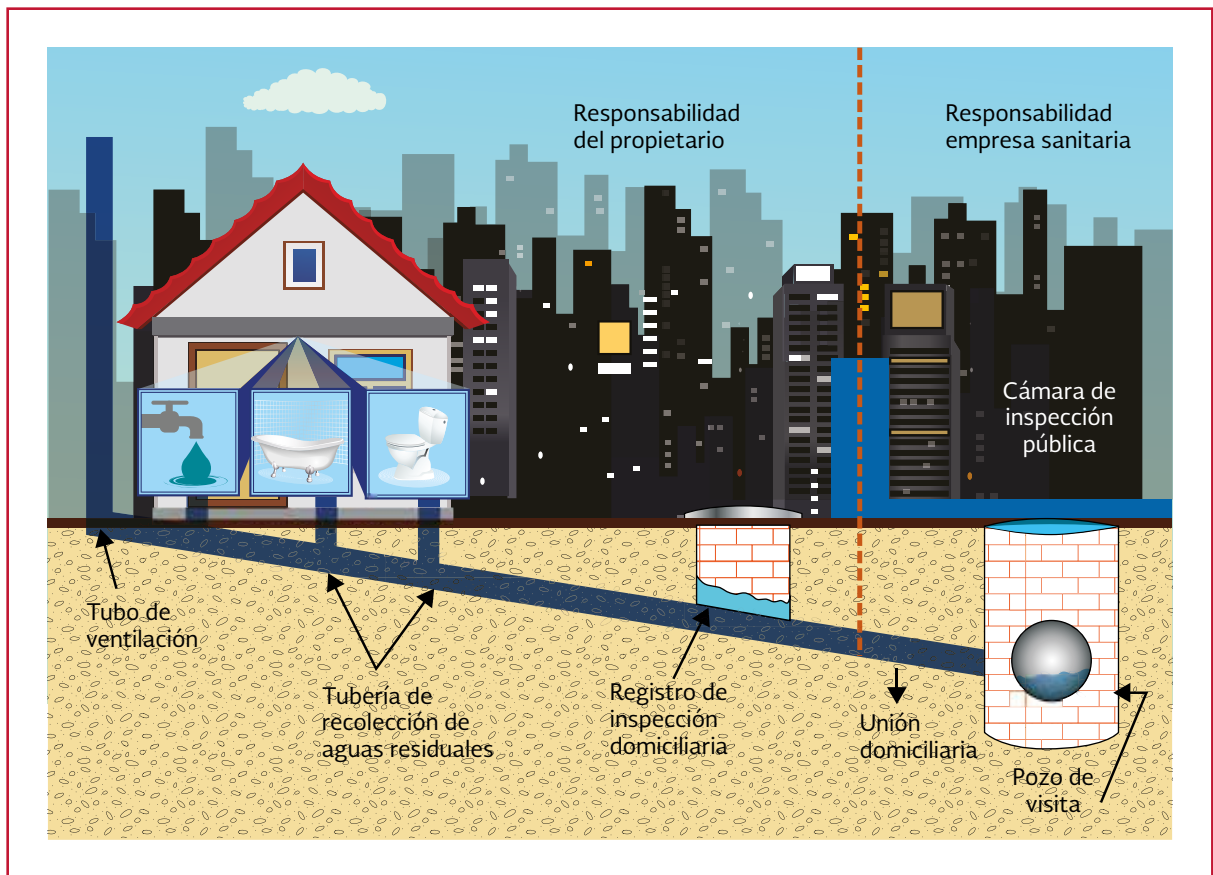 Responsabilidad
del propietario
Responsabilidad
empresa sanitaria
Cámara de
inspección
pública
Tubo de
ventilación
Tubería de
recolección de
aguas residuales
Registro de
inspección
domiciliaria
Unión
domiciliaria
Pozo de
visita